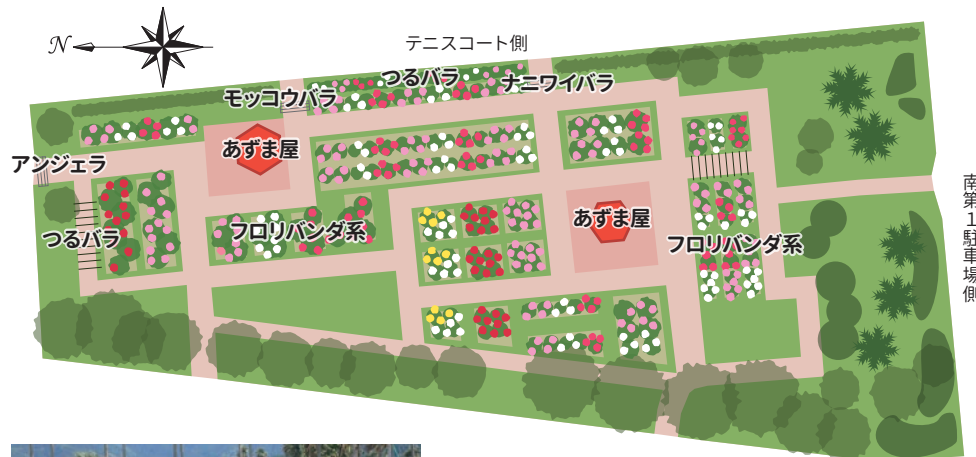 N
テニスコート側
つるバラ
ナニワイバラ
モッコウバラ
あずま屋
アンジェラ
つるバラ
フロリバンダ系
あずま屋
フロリバンダ系
南第１駐車場側